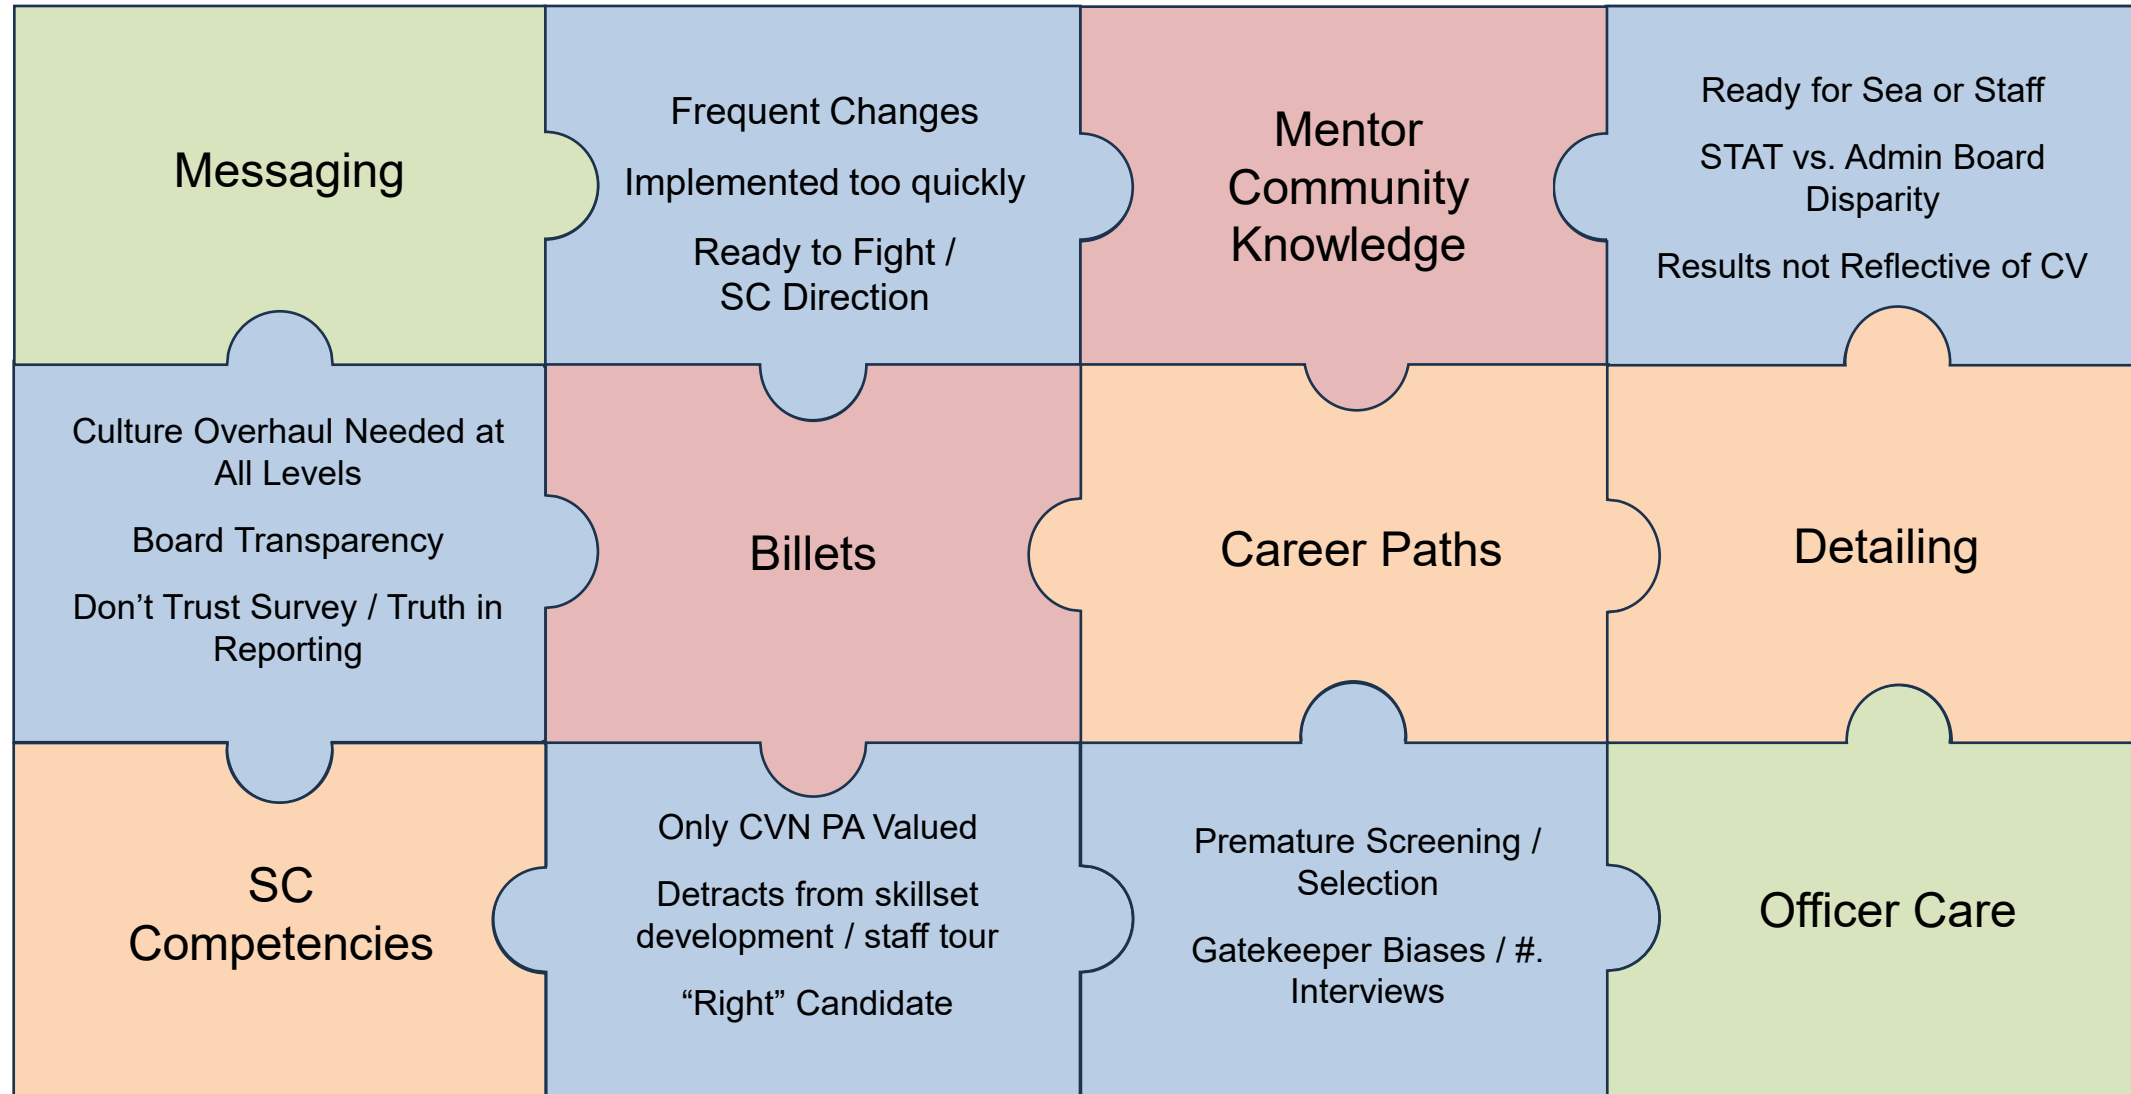 Messaging
Frequent Changes
Implemented too quickly
Ready to Fight /
SC Direction
Mentor
Community
Knowledge
Ready for Sea or Staff
STAT vs. Admin Board
Disparity
Results not Reflective of CV
Culture Overhaul Needed at
All Levels
Board Transparency
Don’t Trust Survey / Truth in
Reporting
Billets
Career Paths
Detailing
SC
Competencies
Only CVN PA Valued
Detracts from skillset
development / staff tour
“Right” Candidate
Premature Screening /
Selection
Gatekeeper Biases / #.
Interviews
Officer Care